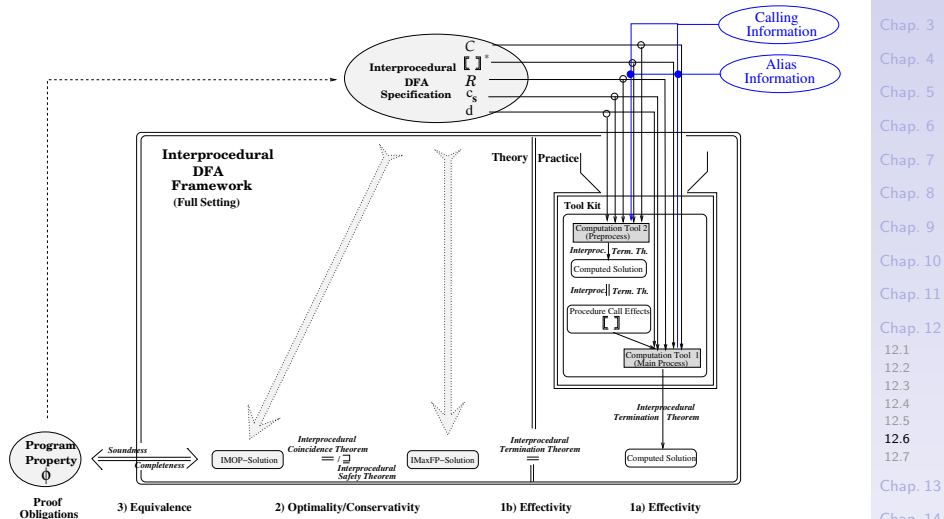 Calling
Information
Alias
Information
Interprocedural
DFA
Specification
C
[ ]*
R
c_s
d
Interprocedural
DFA
Framework
(Full Setting)
Theory
Practice
Tool Kit
Computation Tool 2
(Preprocess)
Interproc. Term. Th.
Computed Solution
Interproc. Term. Th.
Procedure Call Effects
[ ]
Computation Tool 1
(Main Process)
Interprocedural
Termination Theorem
Computed Solution
Program
Property
ϕ
Soundness
Completeness
IMOP–Solution
Interprocedural
Coincidence Theorem
= / ⊒
Interprocedural
Safety Theorem
IMaxFP–Solution
Interprocedural
Termination Theorem
=
Proof
Obligations
3) Equivalence
2) Optimality/Conservativity
1b) Effectivity
1a) Effectivity
Chap. 3
Chap. 4
Chap. 5
Chap. 6
Chap. 7
Chap. 8
Chap. 9
Chap. 10
Chap. 11
Chap. 12
12.1
12.2
12.3
12.4
12.5
12.6
12.7
Chap. 13
Chap. 14